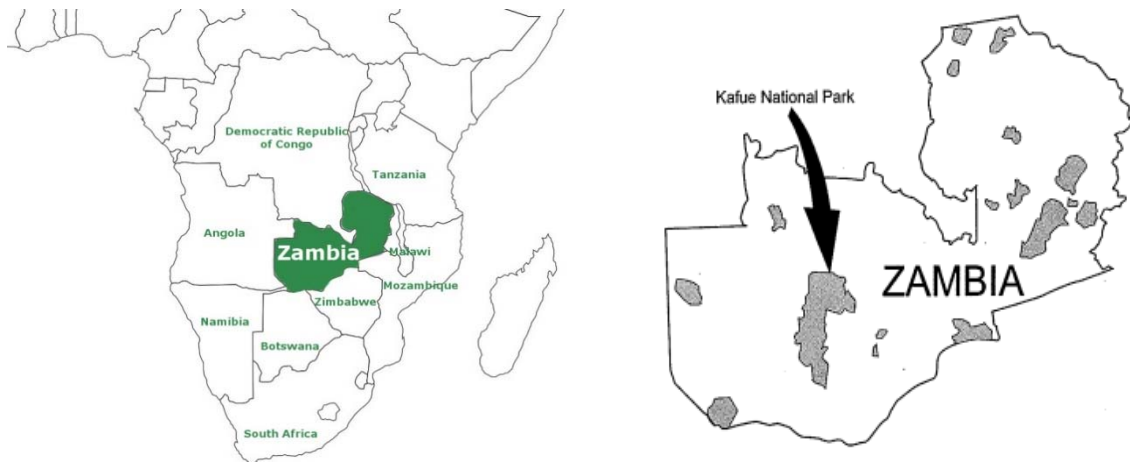 Democratic Republic
of Congo
Tanzania
Angola
Zambia
Malawi
Mozambique
Zimbabwe
Namibia
Botswana
South Africa
Kafue National Park
ZAMBIA